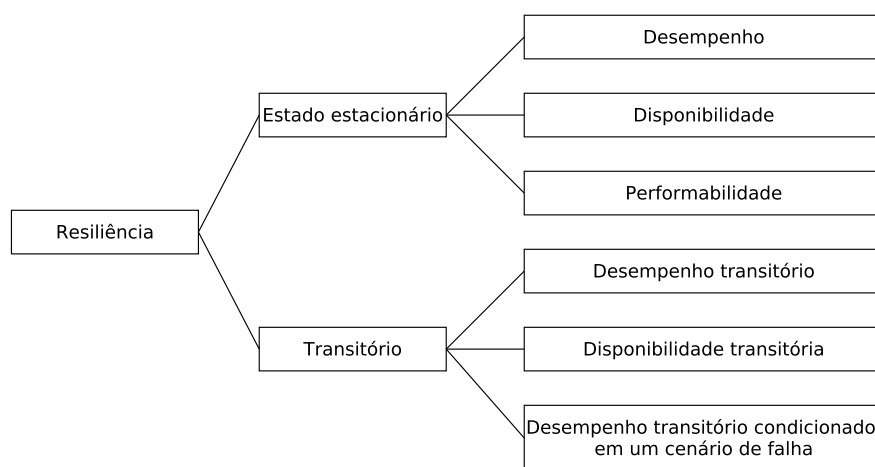 Desempenho
Estado estacionário
Disponibilidade
Performabilidade
Resiliência
Desempenho transitório
Transitório
Disponibilidade transitória
Desempenho transitório condicionado
em um cenário de falha